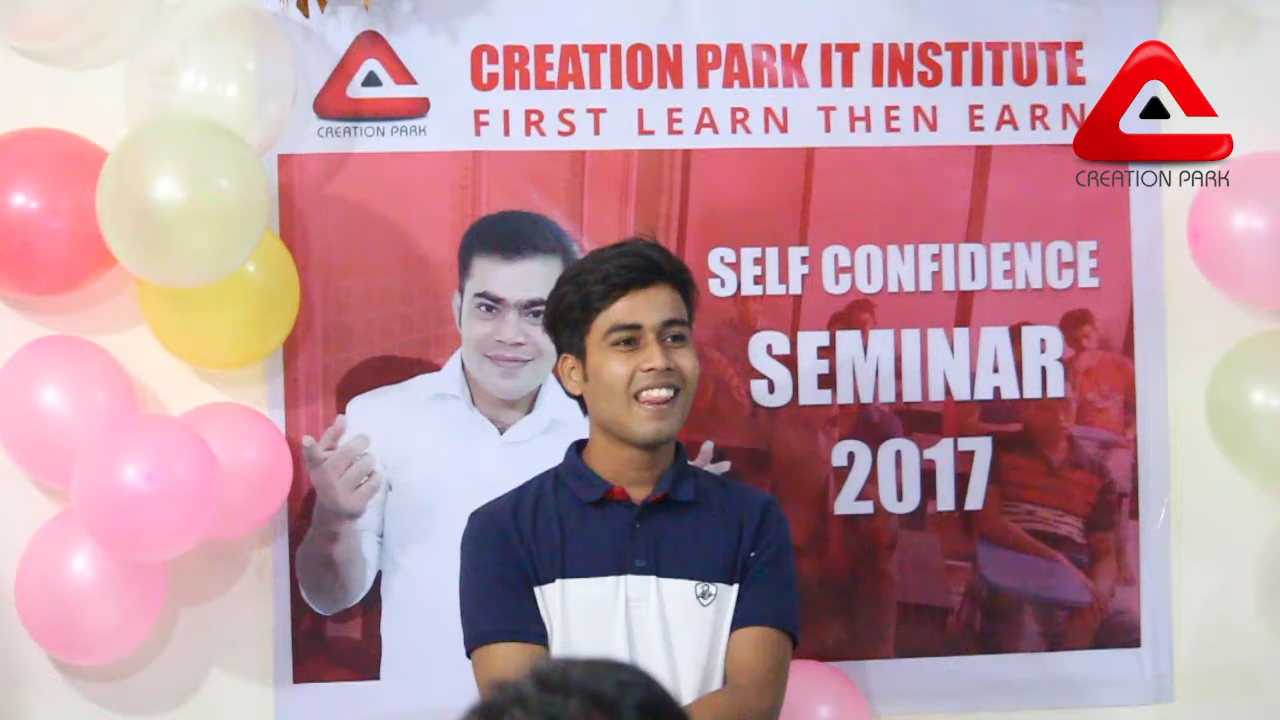 CREATION PARK IT INSTITUTE
FIRST LEARN THEN EARN
CREATION PARK
CREATION PARK
SELF CONFIDENCE
SEMINAR
2017